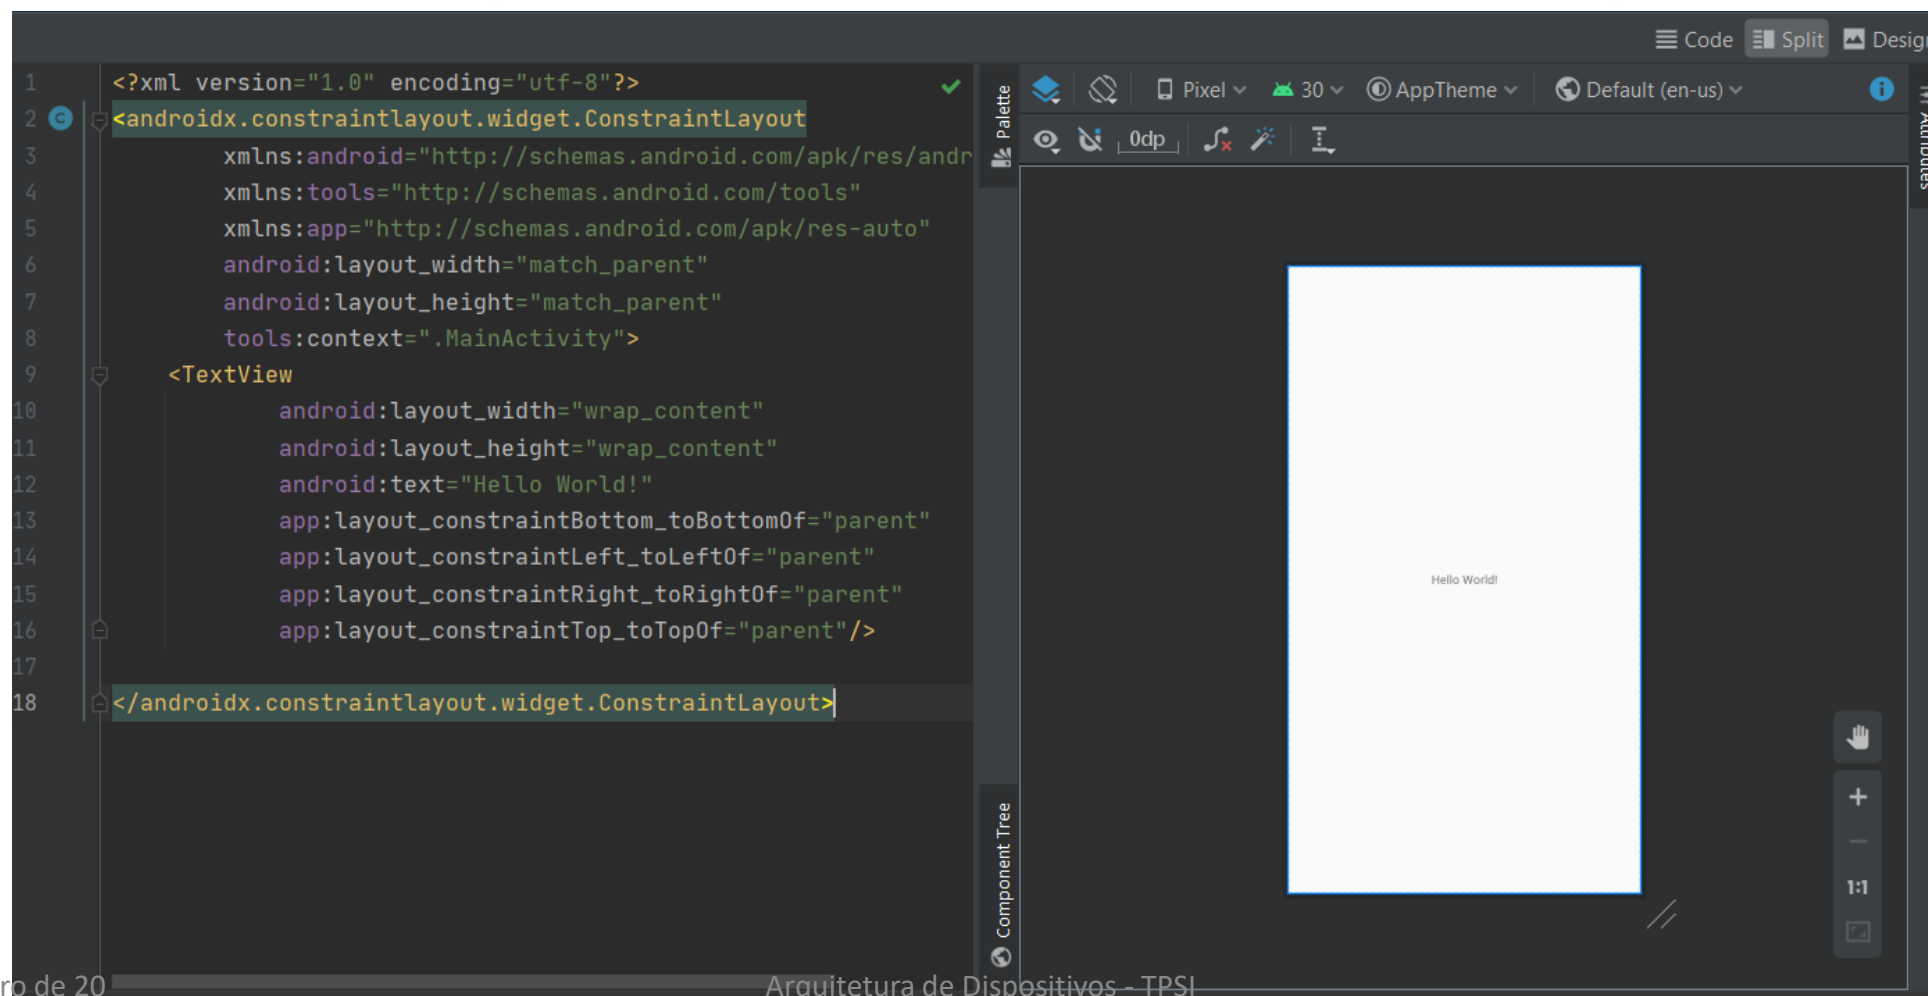 Code Split Desig
Pixel 30 AppTheme Default (en-us)
0dp
Palette
Attributes
1 <?xml version="1.0" encoding="utf-8"?>
2 <androidx.constraintlayout.widget.ConstraintLayout
3 xmlns:android="http://schemas.android.com/apk/res/andr
4 xmlns:tools="http://schemas.android.com/tools"
5 xmlns:app="http://schemas.android.com/apk/res-auto"
6 android:layout_width="match_parent"
7 android:layout_height="match_parent"
8 tools:context=".MainActivity">
9 <TextView
10 android:layout_width="wrap_content"
11 android:layout_height="wrap_content"
12 android:text="Hello World!"
13 app:layout_constraintBottom_toBottomOf="parent"
14 app:layout_constraintLeft_toLeftOf="parent"
15 app:layout_constraintRight_toRightOf="parent"
16 app:layout_constraintTop_toTopOf="parent"/>
17
18 </androidx.constraintlayout.widget.ConstraintLayout>
Hello World!
Component Tree
1:1
ro de 20
Arquitetura de Dispositivos - TPSI